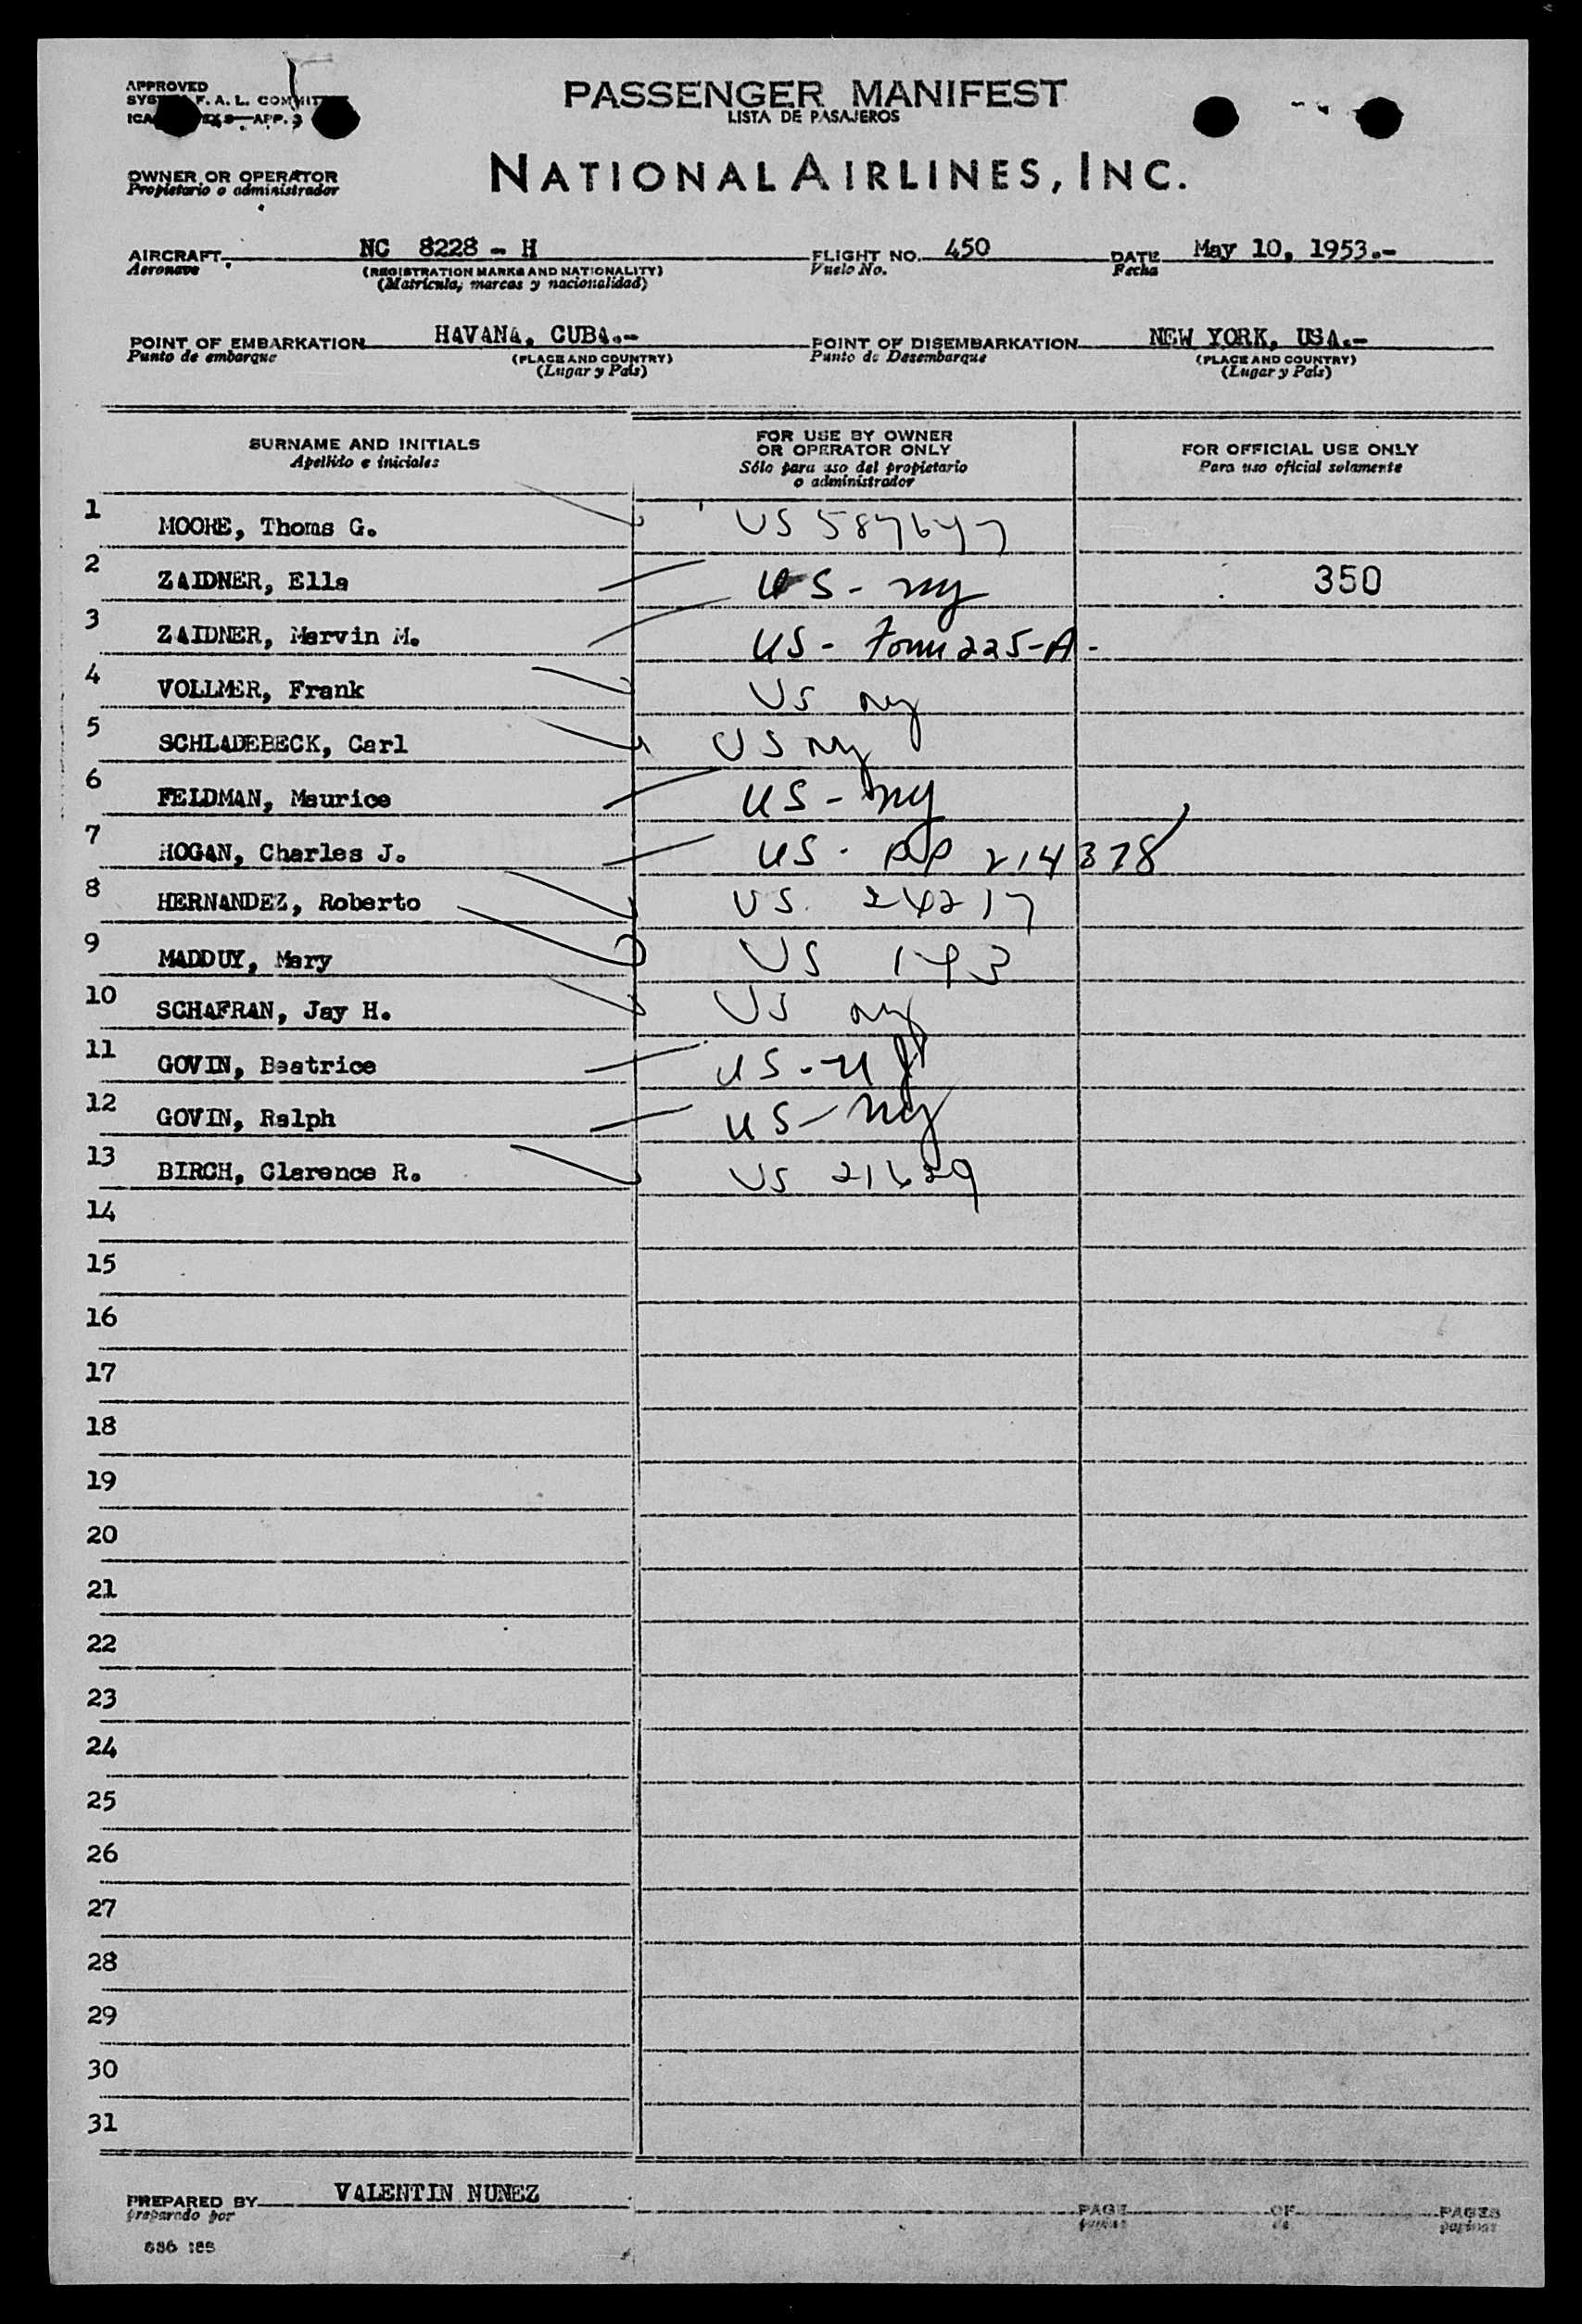 APPROVED
F. A. L.
APP. 3
PASSENGER MANIFEST
LISTA DE PASAJEROS
OWNER OR OPERATOR
Propietario o administrador
NATIONAL AIRLINES, INC.
AIRCRAFT NC 8228 - H FLIGHT NO. 450 DATE May 10, 1953.-
Aeronave (REGISTRATION MARKS AND NATIONALITY) Vuelo No. Fecha
(Matrícula, marcas y nacionalidad)
POINT OF EMBARKATION HAVANA, CUBA.- POINT OF DISEMBARKATION NEW YORK, USA.-
Punto de embarque (PLACE AND COUNTRY) Punto de Desembarque (PLACE AND COUNTRY)
(Lugar y País) (Lugar y País)
SURNAME AND INITIALS FOR USE BY OWNER OR OPERATOR ONLY FOR OFFICIAL USE ONLY
Apellido e iniciales Sólo para uso del propietario o administrador Para uso oficial solamente
1 MOORE, Thoms G. US 587647
2 ZAIDNER, Ella US - ny 350
3 ZAIDNER, Marvin M. US - Form 225-A -
4 VOLLMER, Frank US ny
5 SCHLADEBECK, Carl US ny
6 FELDMAN, Maurice US - ny
7 HOGAN, Charles J. US - pp 214378
8 HERNANDEZ, Roberto US. 24217
9 MADDUY, Mary US 193
10 SCHAFRAN, Jay H. US ny
11 GOVIN, Beatrice US - ny
12 GOVIN, Ralph US - ny
13 BIRCH, Clarence R. US 21629
14
15
16
17
18
19
20
21
22
23
24
25
26
27
28
29
30
31
PREPARED BY VALENTIN NUNEZ PAGE OF PAGES
preparado por